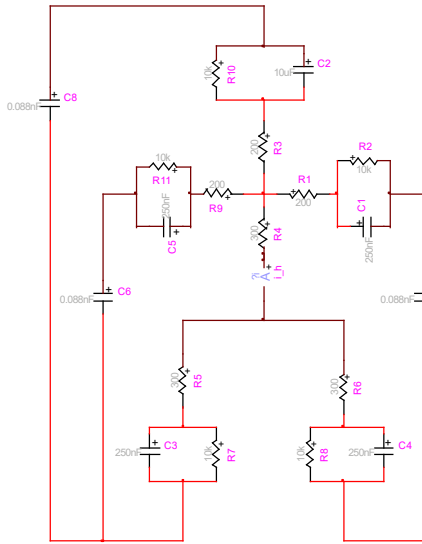 C2
R10
10k
10uF
C8
0.088nF
R3
200
10k
R2
R11
200
R1
10k
250nF
R9
200
C1
C5
R4
250nF
300
i_h
?i A
C6
0.088nF
0.088nF
R5
300
R6
300
C3
C4
250nF
10k
R7
10k
R8
250nF